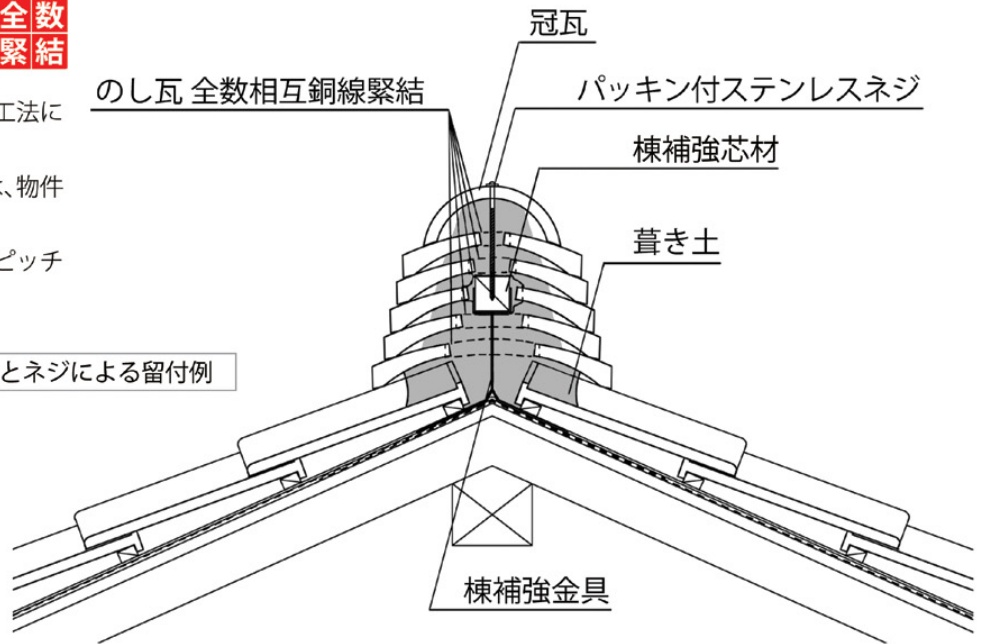 全数
緊結
工法に
、物件
ピッチ
とネジによる留付例
冠瓦
のし瓦 全数相互銅線緊結
パッキン付ステンレスネジ
棟補強芯材
葺き土
棟補強金具